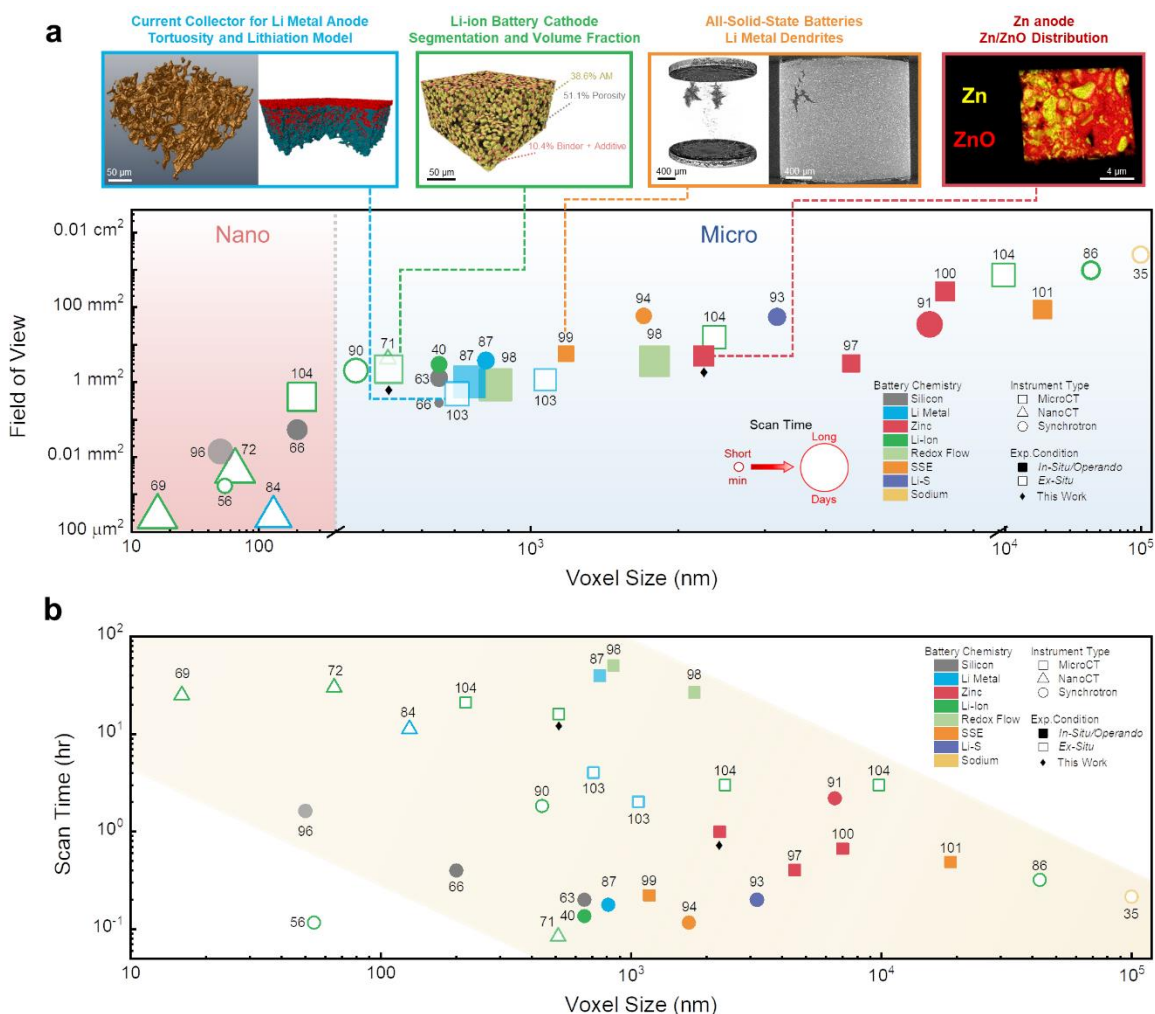 a
Current Collector for Li Metal Anode
Tortuosity and Lithiation Model
Li-ion Battery Cathode
Segmentation and Volume Fraction
All-Solid-State Batteries
Li Metal Dendrites
Zn anode
Zn/ZnO Distribution
50 µm
38.6% AM
51.1% Porosity
10.4% Binder + Additive
50 µm
400 µm
400 µm
Zn
ZnO
4 µm
Nano
Micro
Field of View
0.01 cm²
100 mm²
1 mm²
0.01 mm²
100 µm²
69
96
56
72
84
66
104
90
71
40
63
66
87
103
87
98
103
99
94
98
104
93
97
91
100
104
101
86
35
Scan Time
Short
min
Long
Days
Battery Chemistry
Silicon
Li Metal
Zinc
Li-Ion
Redox Flow
SSE
Li-S
Sodium
Instrument Type
MicroCT
NanoCT
Synchrotron
Exp.Condition
In-Situ/Operando
Ex-Situ
This Work
10
100
10³
10⁴
10⁵
Voxel Size (nm)
b
Scan Time (hr)
10²
10¹
10⁰
10⁻¹
69
72
84
104
96
66
56
90
71
63
40
87
87
98
98
103
103
99
94
93
104
97
91
100
104
101
86
35
Battery Chemistry
Silicon
Li Metal
Zinc
Li-Ion
Redox Flow
SSE
Li-S
Sodium
Instrument Type
MicroCT
NanoCT
Synchrotron
Exp.Condition
In-Situ/Operando
Ex-Situ
This Work
10
100
10³
10⁴
10⁵
Voxel Size (nm)